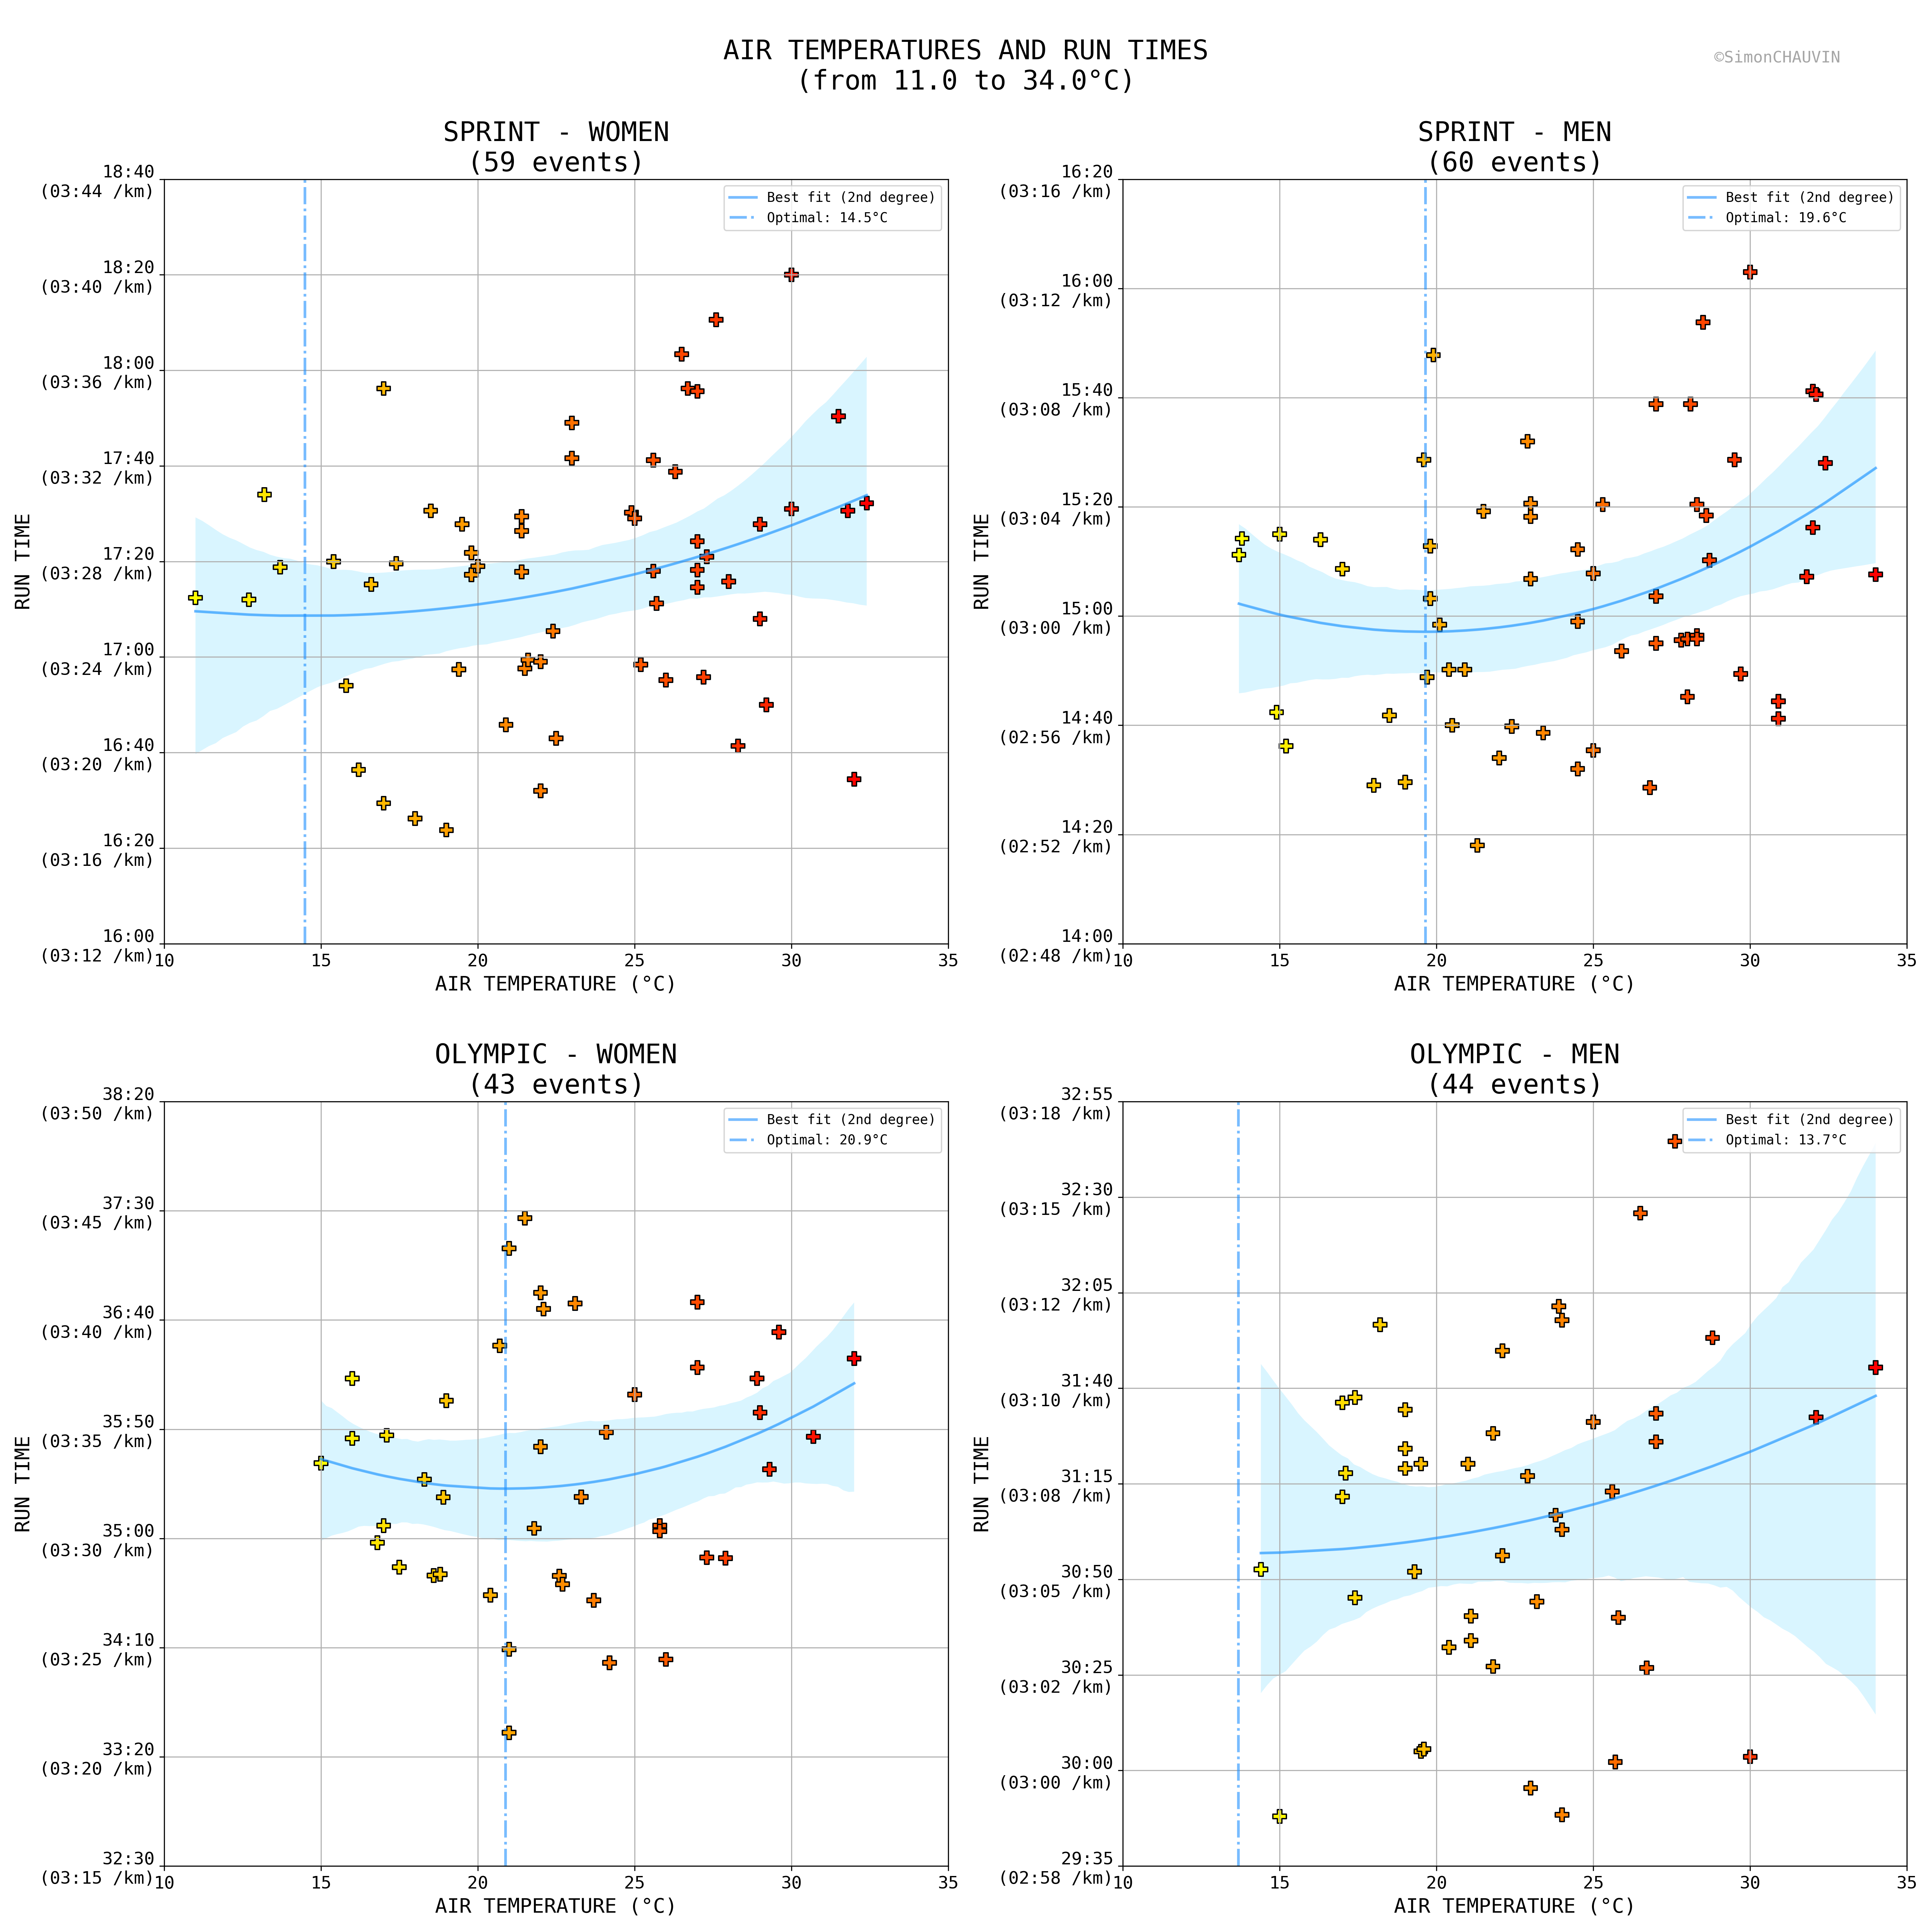 AIR TEMPERATURES AND RUN TIMES
(from 11.0 to 34.0°C)
©SimonCHAUVIN
SPRINT - WOMEN
(59 events)
18:40
(03:44 /km)
18:20
(03:40 /km)
18:00
(03:36 /km)
17:40
(03:32 /km)
17:20
(03:28 /km)
17:00
(03:24 /km)
16:40
(03:20 /km)
16:20
(03:16 /km)
16:00
(03:12 /km)
RUN TIME
Best fit (2nd degree)
Optimal: 14.5°C
10 15 20 25 30 35
AIR TEMPERATURE (°C)
SPRINT - MEN
(60 events)
16:20
(03:16 /km)
16:00
(03:12 /km)
15:40
(03:08 /km)
15:20
(03:04 /km)
15:00
(03:00 /km)
14:40
(02:56 /km)
14:20
(02:52 /km)
14:00
(02:48 /km)
RUN TIME
Best fit (2nd degree)
Optimal: 19.6°C
10 15 20 25 30 35
AIR TEMPERATURE (°C)
OLYMPIC - WOMEN
(43 events)
38:20
(03:50 /km)
37:30
(03:45 /km)
36:40
(03:40 /km)
35:50
(03:35 /km)
35:00
(03:30 /km)
34:10
(03:25 /km)
33:20
(03:20 /km)
32:30
(03:15 /km)
RUN TIME
Best fit (2nd degree)
Optimal: 20.9°C
10 15 20 25 30 35
AIR TEMPERATURE (°C)
OLYMPIC - MEN
(44 events)
32:55
(03:18 /km)
32:30
(03:15 /km)
32:05
(03:12 /km)
31:40
(03:10 /km)
31:15
(03:08 /km)
30:50
(03:05 /km)
30:25
(03:02 /km)
30:00
(03:00 /km)
29:35
(02:58 /km)
RUN TIME
Best fit (2nd degree)
Optimal: 13.7°C
10 15 20 25 30 35
AIR TEMPERATURE (°C)